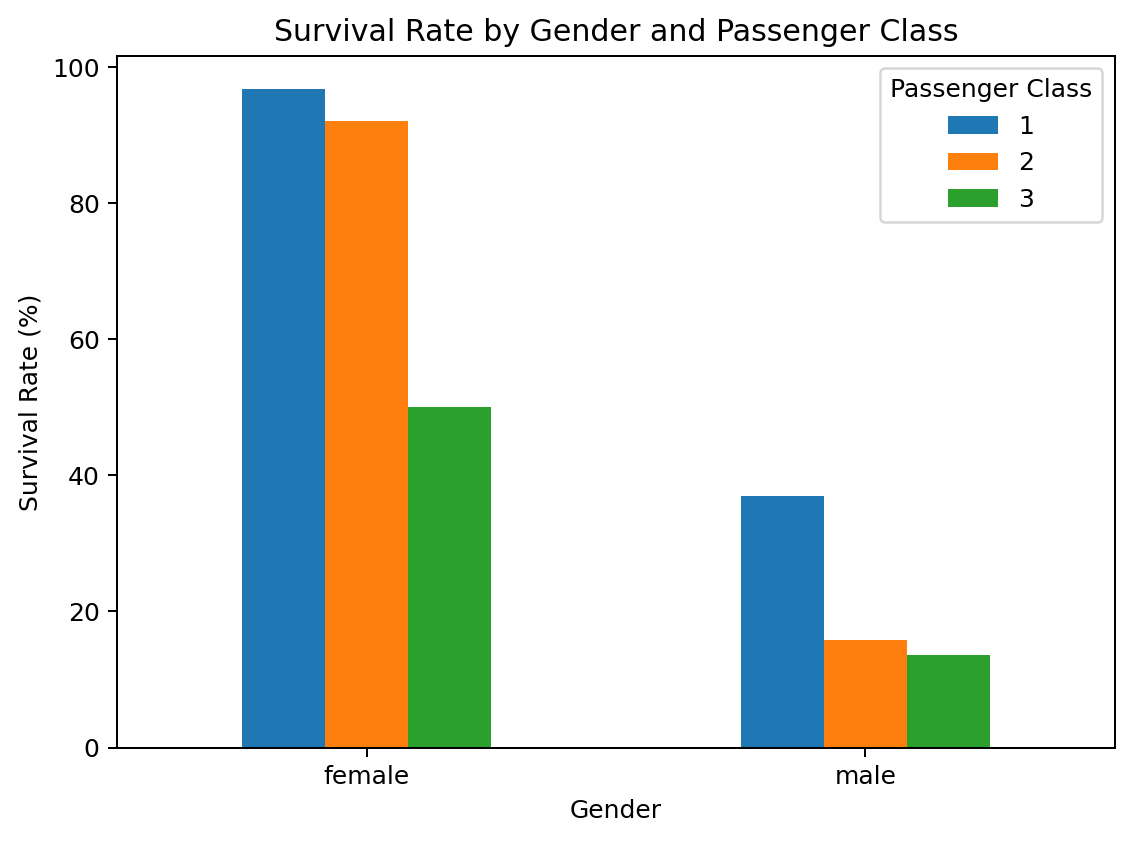 Survival Rate by Gender and Passenger Class
100
80
60
40
20
0
Survival Rate (%)
Passenger Class
1
2
3
female
male
Gender